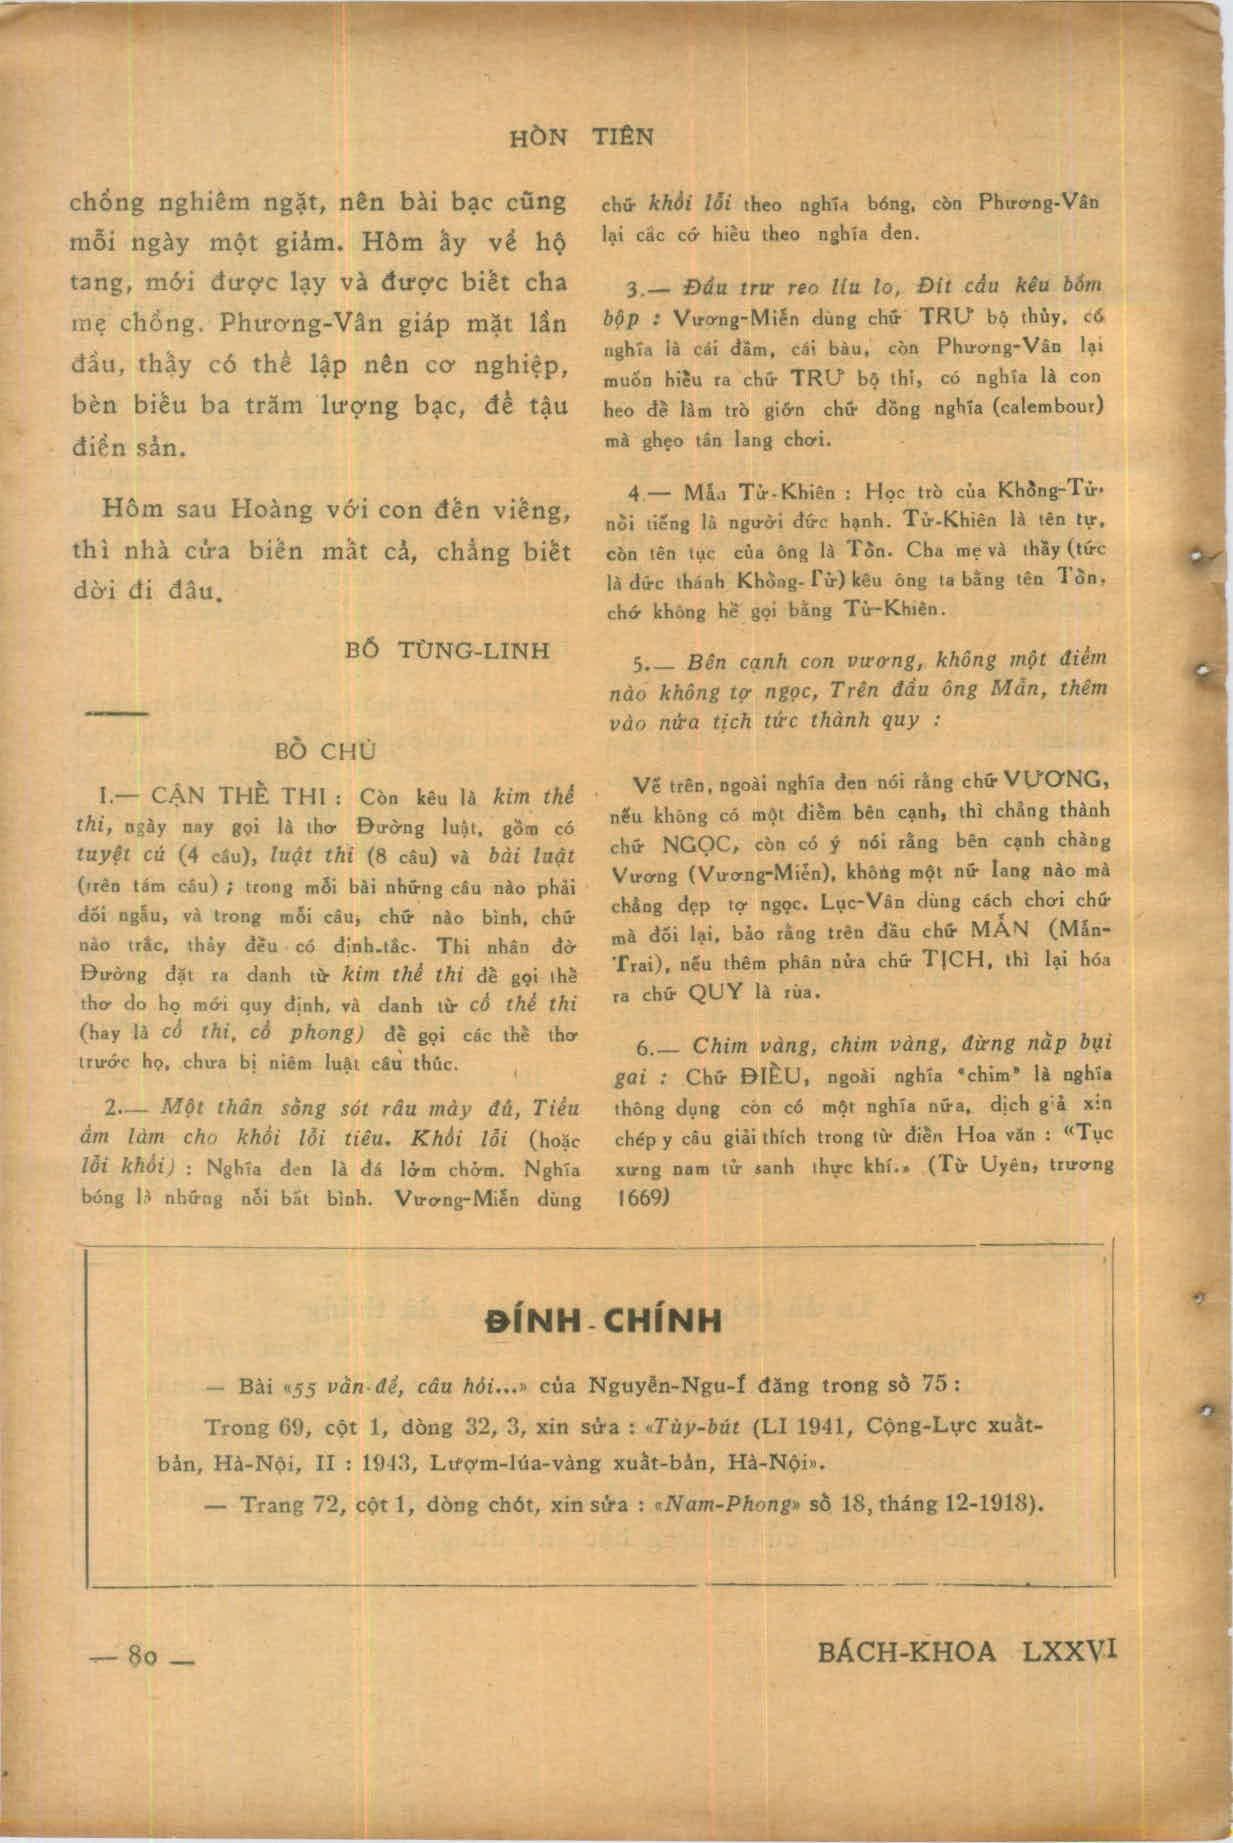 HÒN TIÊN
chồng nghiêm ngặt, nên bài bạc cũng
mỗi ngày một giảm. Hôm ấy về hộ
tang, mới được lạy và được biết cha
mẹ chồng. Phương-Vân giáp mặt lần
đầu, thầy có thể lập nên cơ nghiệp,
bèn biếu ba trăm lượng bạc, để tậu
điền sản.
Hôm sau Hoàng với con đến viếng,
thì nhà cửa biến mất cả, chẳng biết
dời đi đâu.
BỒ TÙNG-LINH
BỔ CHÚ
1.— CẬN THỂ THI : Còn kêu là kim thể
thi, ngày nay gọi là thơ Đường luật, gồm có
tuyệt cú (4 câu), luật thi (8 câu) và bài luật
(trên tám câu) ; trong mỗi bài những câu nào phải
đối ngẫu, và trong mỗi câu, chữ nào bình, chữ
nào trắc, thảy đều có định-tắc. Thi nhân đờ
Đường đặt ra danh từ kim thể thi để gọi thể
thơ do họ mới quy định, và danh từ cổ thể thi
(hay là cổ thi, cổ phong) để gọi các thể thơ
trước họ, chưa bị niêm luật câu thúc.
2.— Một thân sồng sót râu mày đủ, Tiểu
ẩm làm cho khỏi lỗi tiêu. Khỏi lỗi (hoặc
lỗi khỏi) : Nghĩa đen là đá lởm chởm. Nghĩa
bóng là những nỗi bất bình. Vương-Miễn dùng
chữ khỏi lỗi theo nghĩa bóng, còn Phương-Vân
lại cắc cớ hiểu theo nghĩa đen.
3.— Đầu trư reo líu lo, Đít cầu kêu bồm
bộp : Vương-Miễn dùng chữ TRƯ bộ thủy, có
nghĩa là cái đầm, cái bàu, còn Phương-Vân lại
muốn hiểu ra chữ TRƯ bộ thỉ, có nghĩa là con
heo để làm trò giỡn chữ đồng nghĩa (calembour)
mà ghẹo tân lang chơi.
4.— Mẫn Tử-Khiên : Học trò của Khổng-Tử,
nổi tiếng là người đức hạnh. Tử-Khiên là tên tự,
còn tên tục của ông là Tổn. Cha mẹ và thầy (tức
là đức thánh Khổng-Tử) kêu ông ta bằng tên Tổn,
chớ không hề gọi bằng Tử-Khiên.
5.— Bên cạnh con vương, không một điểm
nào không tợ ngọc, Trên đầu ông Mẫn, thêm
vào nửa tịch tức thành quy :
Vế trên, ngoài nghĩa đen nói rằng chữ VƯƠNG,
nếu không có một điểm bên cạnh, thì chẳng thành
chữ NGỌC, còn có ý nói rằng bên cạnh chàng
Vương (Vương-Miễn), không một nữ lang nào mà
chẳng đẹp tợ ngọc. Lục-Vân dùng cách chơi chữ
mà đối lại, bảo rằng trên đầu chữ MẪN (Mẫn-
Trai), nếu thêm phân nửa chữ TỊCH, thì lại hóa
ra chữ QUY là rùa.
6.— Chim vàng, chim vàng, đừng nằp bụi
gai : Chữ ĐIỀU, ngoài nghĩa "chim" là nghĩa
thông dụng còn có một nghĩa nữa, dịch giả xin
chép y câu giải thích trong từ điển Hoa văn : «Tục
xưng nam tử sanh thực khí.» (Từ Uyên, trương
1669)
ĐÍNH - CHÍNH
— Bài «55 vần-đề, câu hỏi...» của Nguyễn-Ngu-Í đăng trong số 75 :
Trong 69, cột 1, dòng 32, 3, xin sửa : «Tùy-bút (LI 1941, Cộng-Lực xuất-
bản, Hà-Nội, II : 1943, Lượm-lúa-vàng xuất-bản, Hà-Nội».
— Trang 72, cột 1, dòng chót, xin sửa : «Nam-Phong» số 18, tháng 12-1918).
— 80 —
BÁCH-KHOA LXXVI